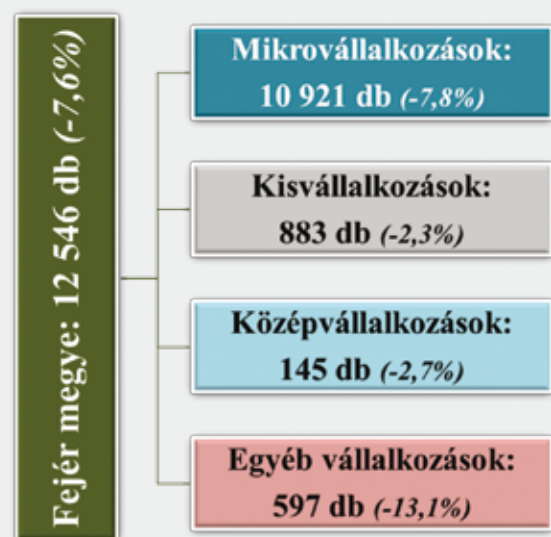 Fejér megye: 12 546 db (-7,6%)
Mikrovállalkozások:
10 921 db (-7,8%)
Kisvállalkozások:
883 db (-2,3%)
Középvállalkozások:
145 db (-2,7%)
Egyéb vállalkozások:
597 db (-13,1%)